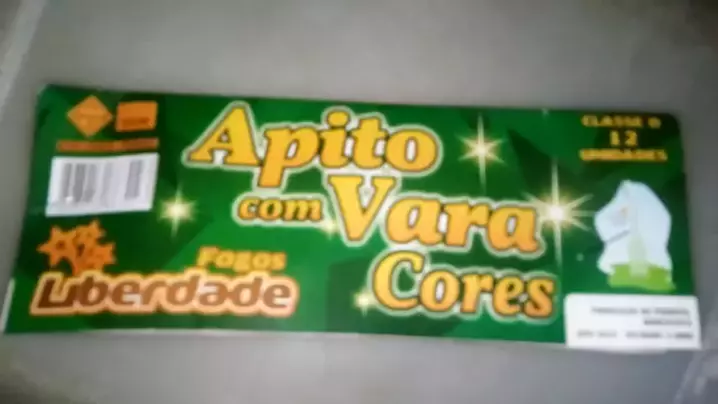 Apito
com Vara
Cores
Fogos
Liberdade
CLASSE D
12
UNIDADES